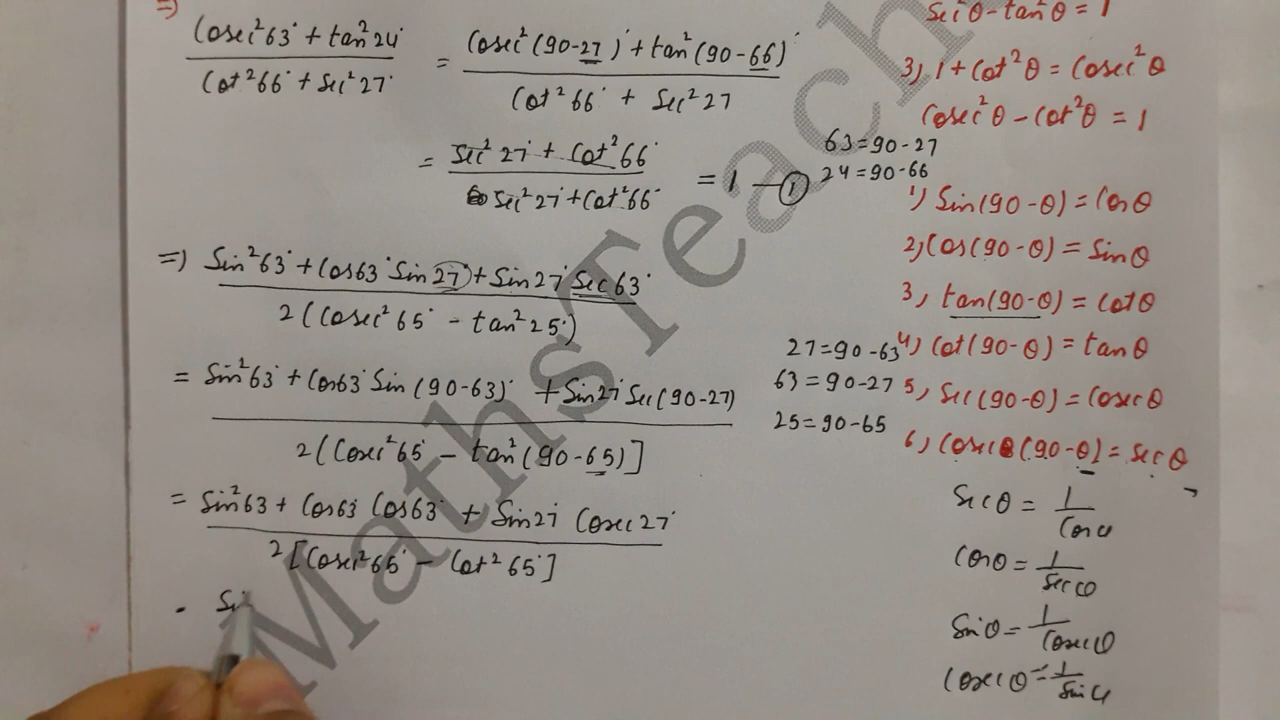 =) Cosec²63° + tan²24° / Cot²66° + Sec²27° = Cosec²(90-27)° + tan²(90-66)° / Cot²66° + Sec²27
= Sec²27° + Cot²66° / Sec²27° + Cot²66° = 1 — ①
=) Sin²63° + Cos63° Sin27° + Sin27° Sec63° / 2(Cosec²65° - tan²25°)
= Sin²63° + Cos63° Sin(90-63)° + Sin27° Sec(90-27) / 2(Cosec²65° - tan²(90-65)]
= Sin²63 + Cos63° Cos63° + Sin27° Cosec27° / 2[Cosec²65° - Cot²65°]
Si
Sec²θ - tan²θ = 1
3, 1 + Cot²θ = Cosec²θ
Cosec²θ - Cot²θ = 1
63 = 90-27
24 = 90-66
1) Sin(90-θ) = Cosθ
2, Cos(90-θ) = Sinθ
3, tan(90-θ) = Cotθ
27 = 90-63
4) Cot(90-θ) = tanθ
63 = 90-27
5, Sec(90-θ) = Cosecθ
25 = 90-65
6, Cosec(90-θ) = Secθ
Secθ = 1/Cosθ
Cosθ = 1/Secθ
Sinθ = 1/Cosecθ
Cosecθ = 1/Sinθ
MathsTeach